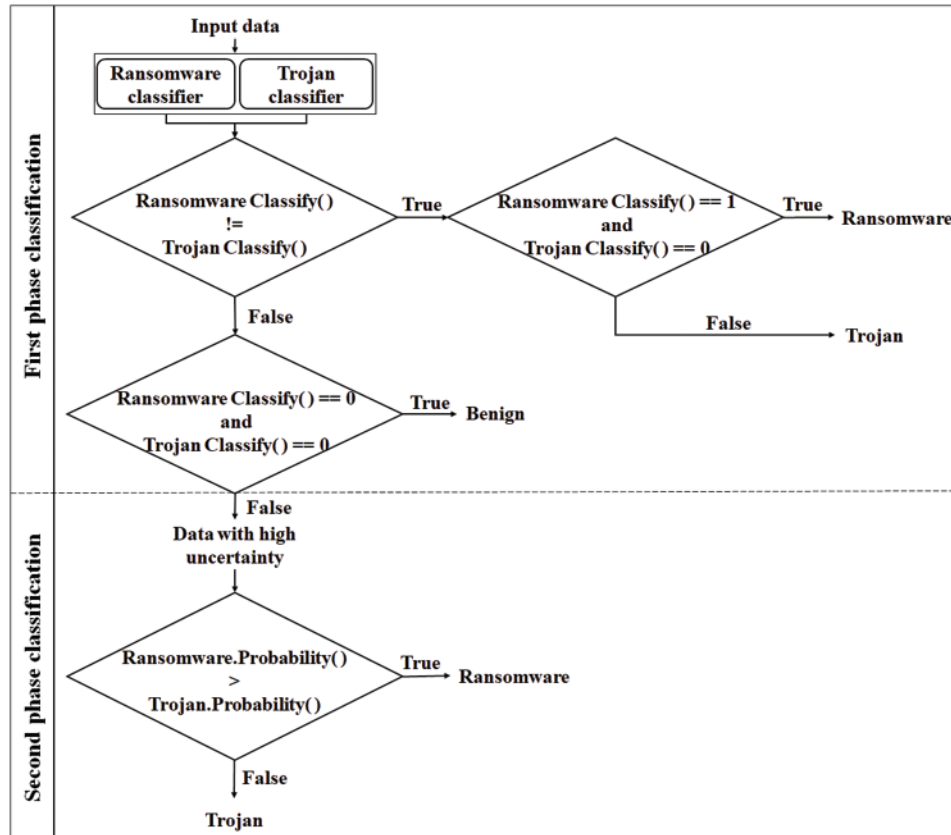 Input data
Ransomware
classifier
Trojan
classifier
First phase classification
Ransomware Classify()
!=
Trojan Classify()
True
Ransomware Classify() == 1
and
Trojan Classify() == 0
True
Ransomware
False
Trojan
False
Ransomware Classify() == 0
and
Trojan Classify() == 0
True
Benign
Second phase classification
False
Data with high
uncertainty
Ransomware.Probability()
>
Trojan.Probability()
True
Ransomware
False
Trojan